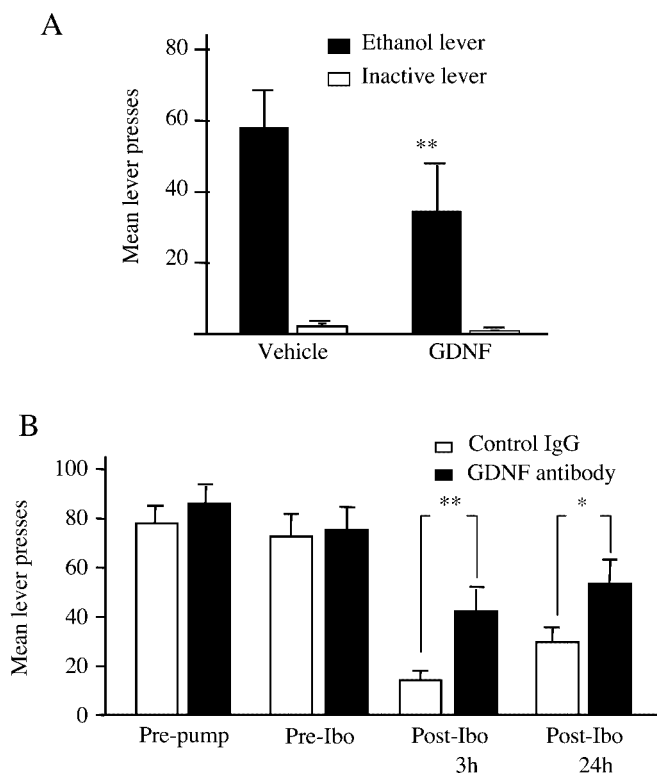 A
80
60
40
20
Mean lever presses
Ethanol lever
Inactive lever
**
Vehicle
GDNF
B
Control IgG
GDNF antibody
100
80
60
40
20
0
Mean lever presses
**
*
Pre-pump
Pre-Ibo
Post-Ibo
3h
Post-Ibo
24h